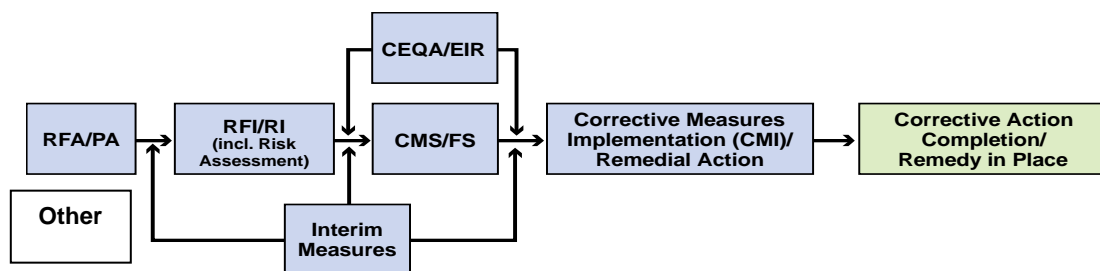 CEQA/EIR
RFA/PA
RFI/RI
(incl. Risk
Assessment)
CMS/FS
Corrective Measures
Implementation (CMI)/
Remedial Action
Corrective Action
Completion/
Remedy in Place
Other
Interim
Measures